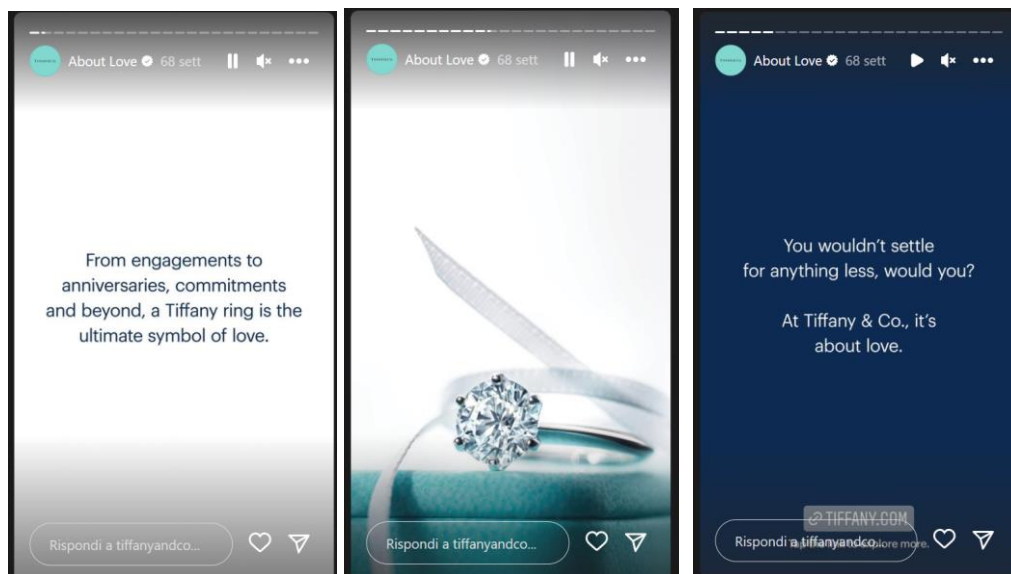 About Love 68 sett
From engagements to
anniversaries, commitments
and beyond, a Tiffany ring is the
ultimate symbol of love.
Rispondi a tiffanyandco...
About Love 68 sett
Rispondi a tiffanyandco...
About Love 68 sett
You wouldn't settle
for anything less, would you?
At Tiffany & Co., it's
about love.
TIFFANY.COM
Rispondi a tiffanyandco...
explore more.